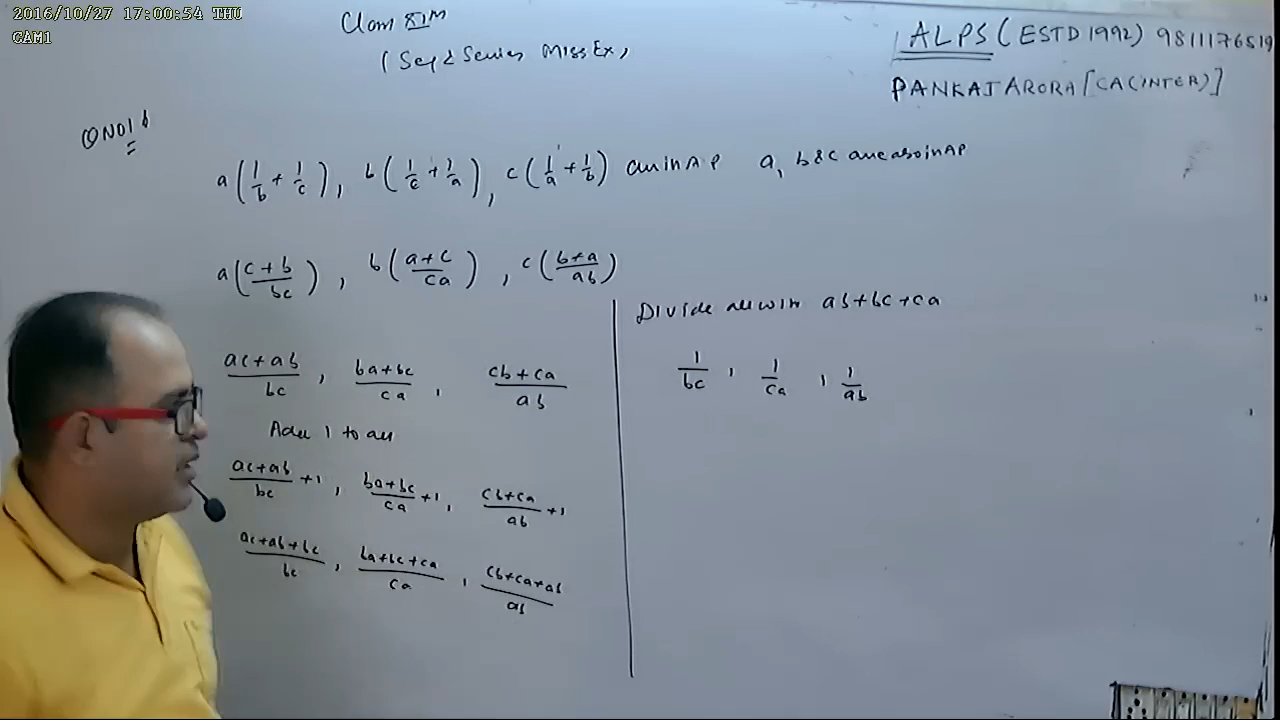 2016/10/27 17:00:54 THU
CAM1
Class XIth
(Seq & Series Miss Ex)
ALPS (ESTD 1992) 9811176519
PANKAJ ARORA [CA(INTER)]
QNO16
a(1/b + 1/c), b(1/c + 1/a), c(1/a + 1/b) are in AP a, b & c are also in AP
a((c+b)/bc), b((a+c)/ca), c((b+a)/ab)
(ac+ab)/bc, (ba+bc)/ca, (cb+ca)/ab
Add 1 to all
(ac+ab)/bc +1, (ba+bc)/ca +1, (cb+ca)/ab +1
(ac+ab+bc)/bc, (ba+bc+ca)/ca, (cb+ca+ab)/ab
Divide all with ab+bc+ca
1/bc, 1/ca, 1/ab